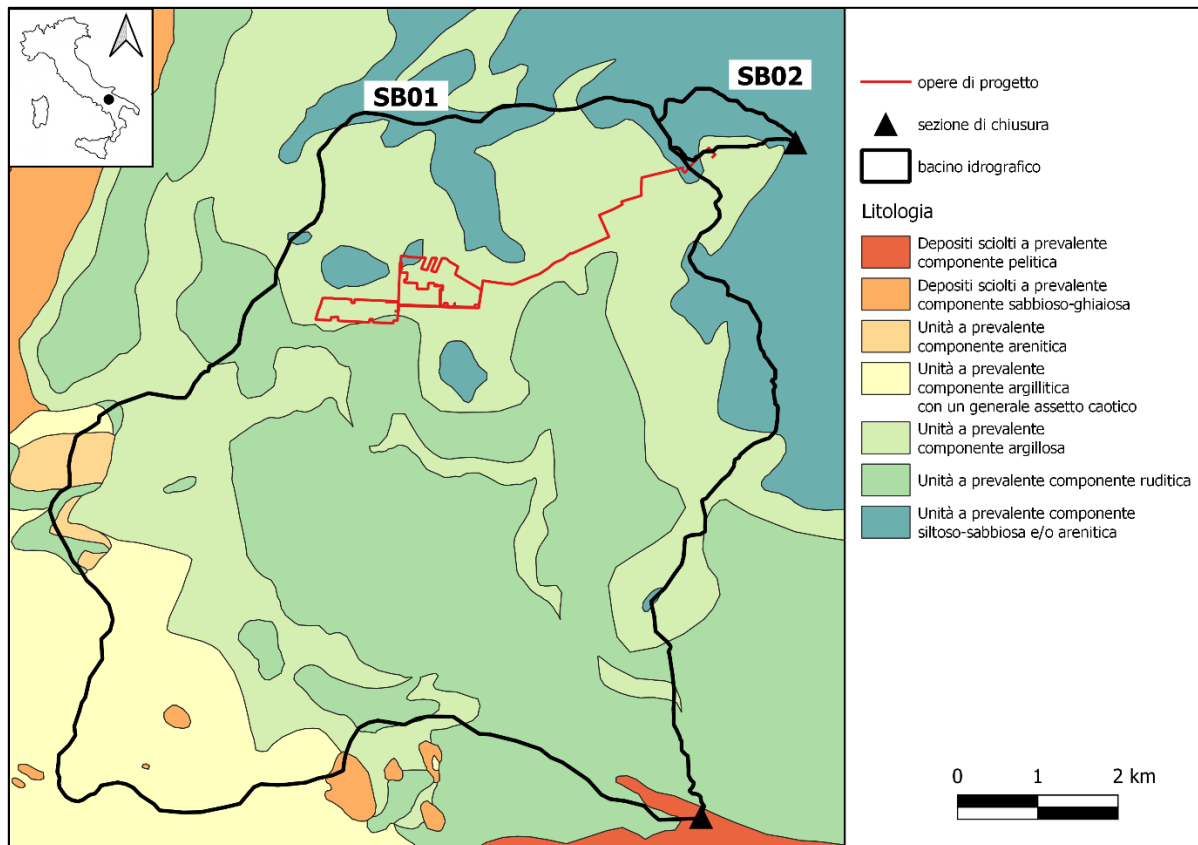 SB01
SB02
opere di progetto
sezione di chiusura
bacino idrografico
Litologia
Depositi sciolti a prevalente
componente pelitica
Depositi sciolti a prevalente
componente sabbioso-ghiaiosa
Unità a prevalente
componente arenitica
Unità a prevalente
componente argillitica
con un generale assetto caotico
Unità a prevalente
componente argillosa
Unità a prevalente componente ruditica
Unità a prevalente componente
siltoso-sabbiosa e/o arenitica
0 1 2 km